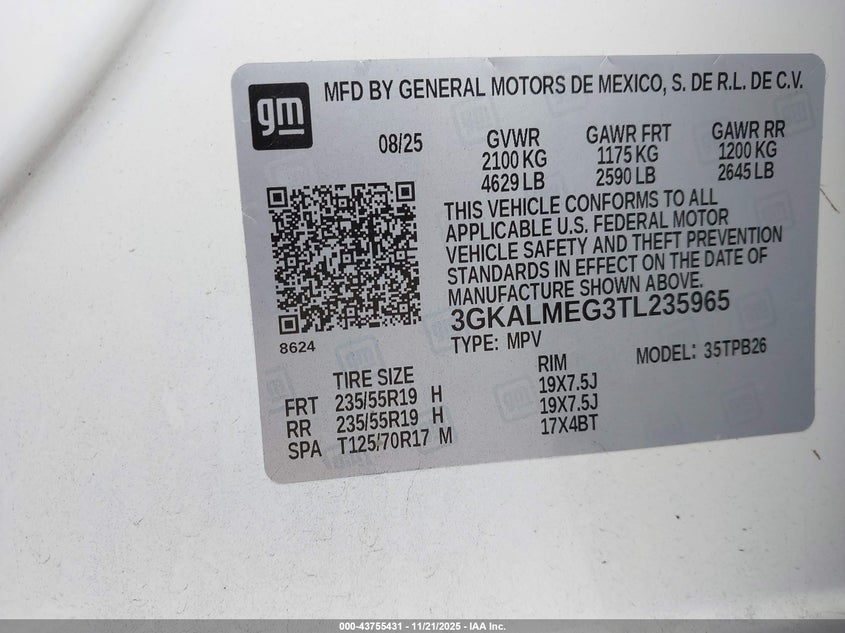 gm
MFD BY GENERAL MOTORS DE MEXICO, S. DE R.L. DE C.V.
08/25
GVWR GAWR FRT GAWR RR
2100 KG 1175 KG 1200 KG
4629 LB 2590 LB 2645 LB
THIS VEHICLE CONFORMS TO ALL
APPLICABLE U.S. FEDERAL MOTOR
VEHICLE SAFETY AND THEFT PREVENTION
STANDARDS IN EFFECT ON THE DATE OF
MANUFACTURE SHOWN ABOVE.
3GKALMEG3TL235965
8624
TYPE: MPV MODEL: 35TPB26
TIRE SIZE RIM
FRT 235/55R19 H 19X7.5J
RR 235/55R19 H 19X7.5J
SPA T125/70R17 M 17X4BT
000-43755431 - 11/21/2025 - IAA Inc.